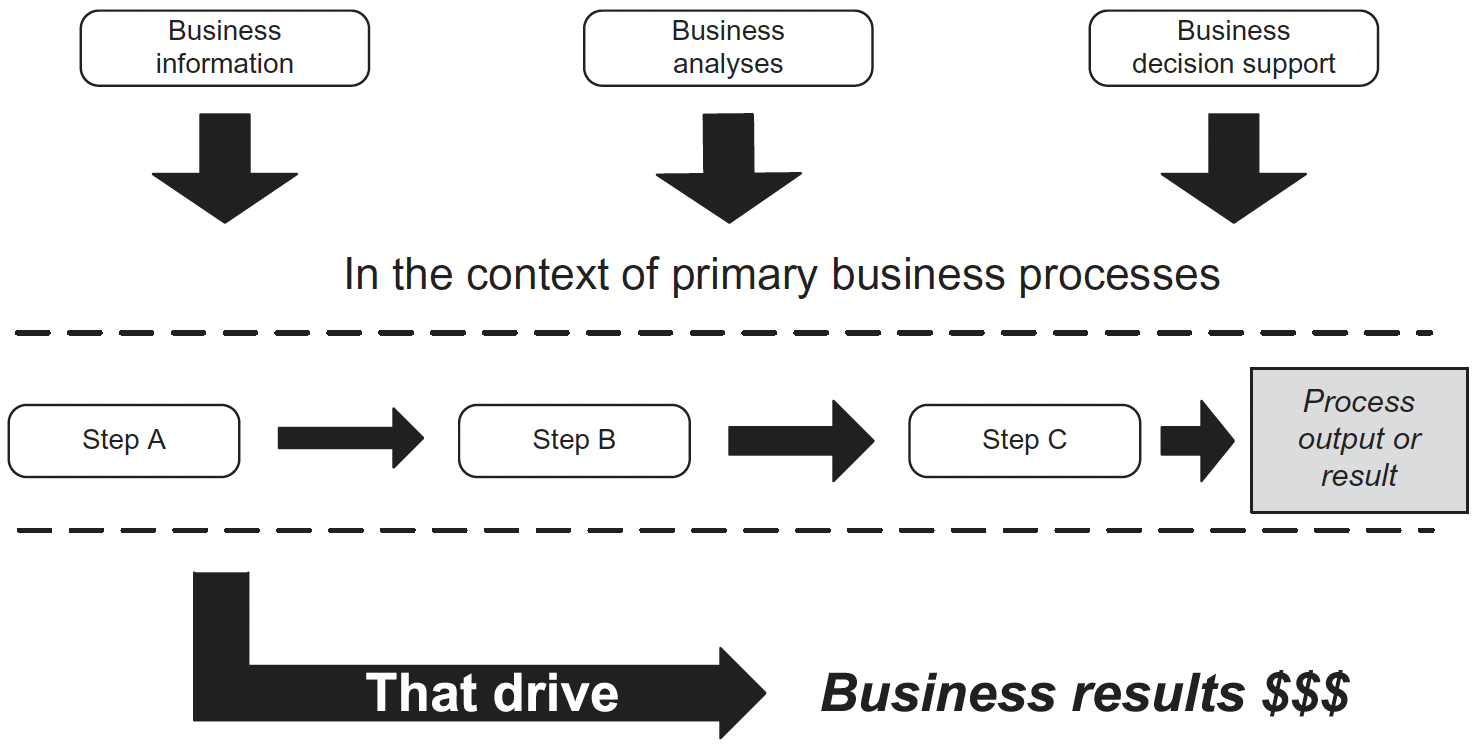 Business
information
Business
analyses
Business
decision support
In the context of primary business processes
Step A
Step B
Step C
Process
output or
result
That drive
Business results $$$